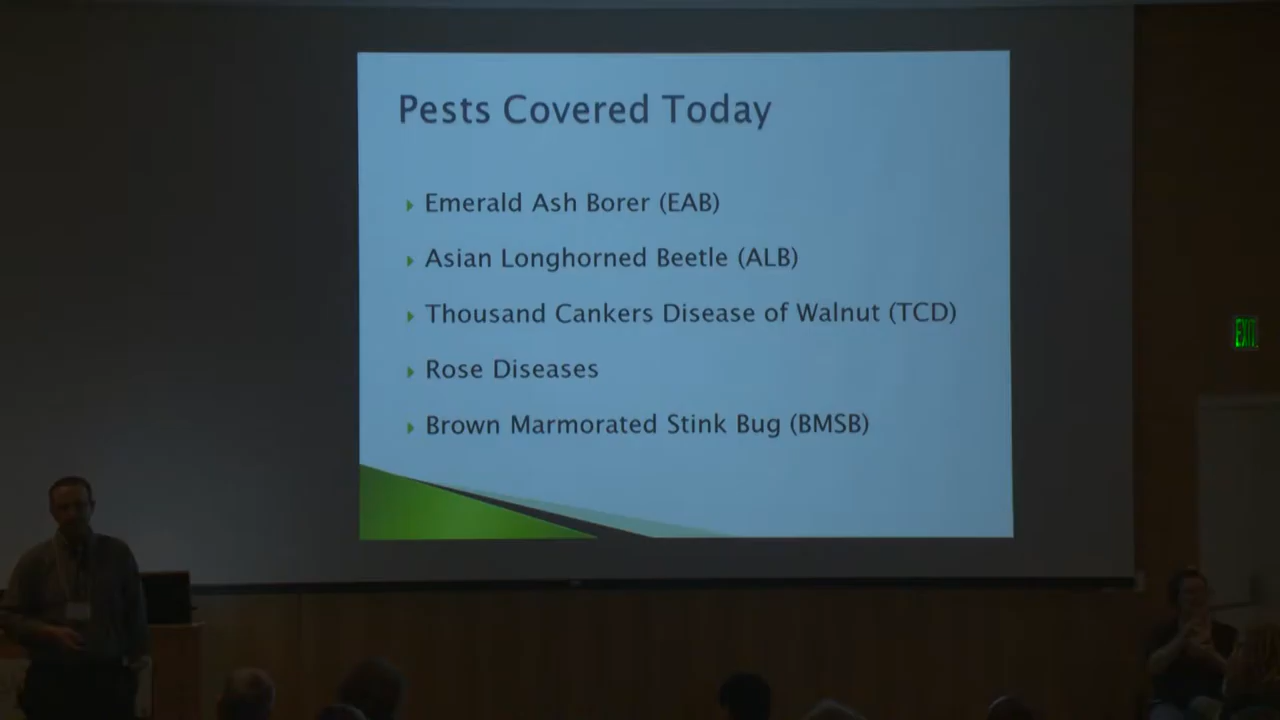 Pests Covered Today
Emerald Ash Borer (EAB)
Asian Longhorned Beetle (ALB)
Thousand Cankers Disease of Walnut (TCD)
Rose Diseases
Brown Marmorated Stink Bug (BMSB)
EXIT